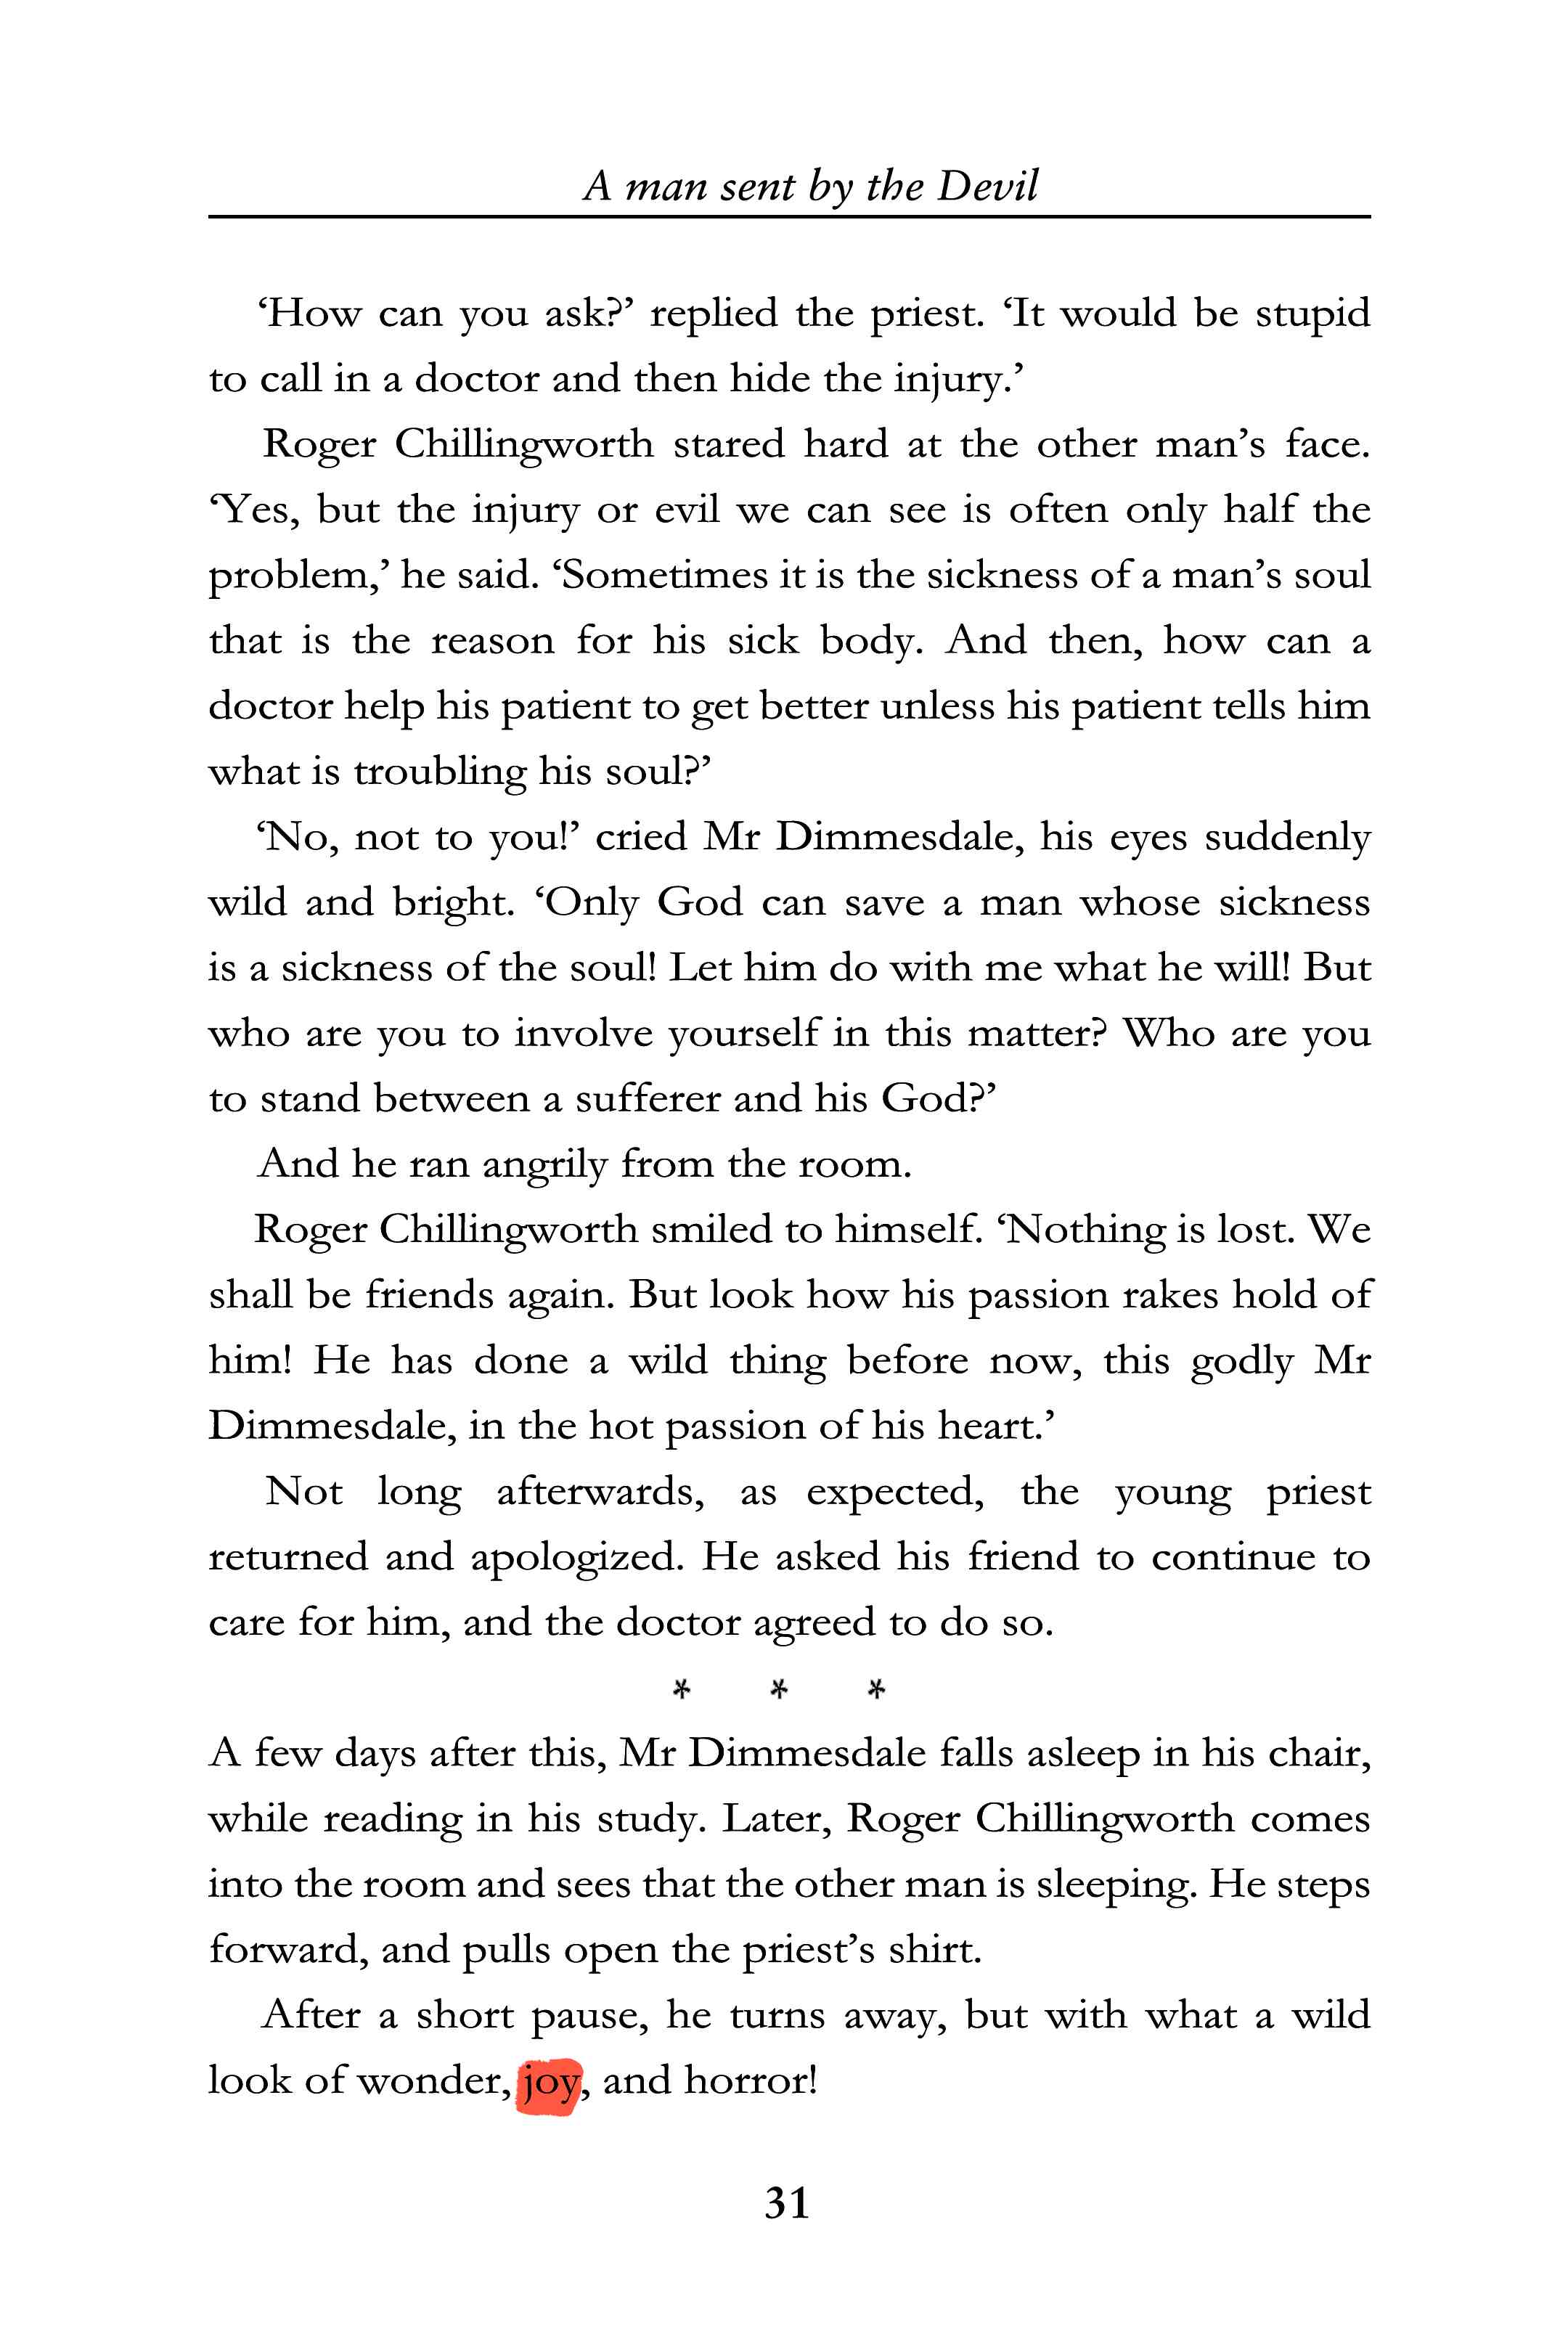 A man sent by the Devil
‘How can you ask?’ replied the priest. ‘It would be stupid
to call in a doctor and then hide the injury.’
Roger Chillingworth stared hard at the other man’s face.
‘Yes, but the injury or evil we can see is often only half the
problem,’ he said. ‘Sometimes it is the sickness of a man’s soul
that is the reason for his sick body. And then, how can a
doctor help his patient to get better unless his patient tells him
what is troubling his soul?’
‘No, not to you!’ cried Mr Dimmesdale, his eyes suddenly
wild and bright. ‘Only God can save a man whose sickness
is a sickness of the soul! Let him do with me what he will! But
who are you to involve yourself in this matter? Who are you
to stand between a sufferer and his God?’
And he ran angrily from the room.
Roger Chillingworth smiled to himself. ‘Nothing is lost. We
shall be friends again. But look how his passion rakes hold of
him! He has done a wild thing before now, this godly Mr
Dimmesdale, in the hot passion of his heart.’
Not long afterwards, as expected, the young priest
returned and apologized. He asked his friend to continue to
care for him, and the doctor agreed to do so.
* * *
A few days after this, Mr Dimmesdale falls asleep in his chair,
while reading in his study. Later, Roger Chillingworth comes
into the room and sees that the other man is sleeping. He steps
forward, and pulls open the priest’s shirt.
After a short pause, he turns away, but with what a wild
look of wonder, joy, and horror!
31